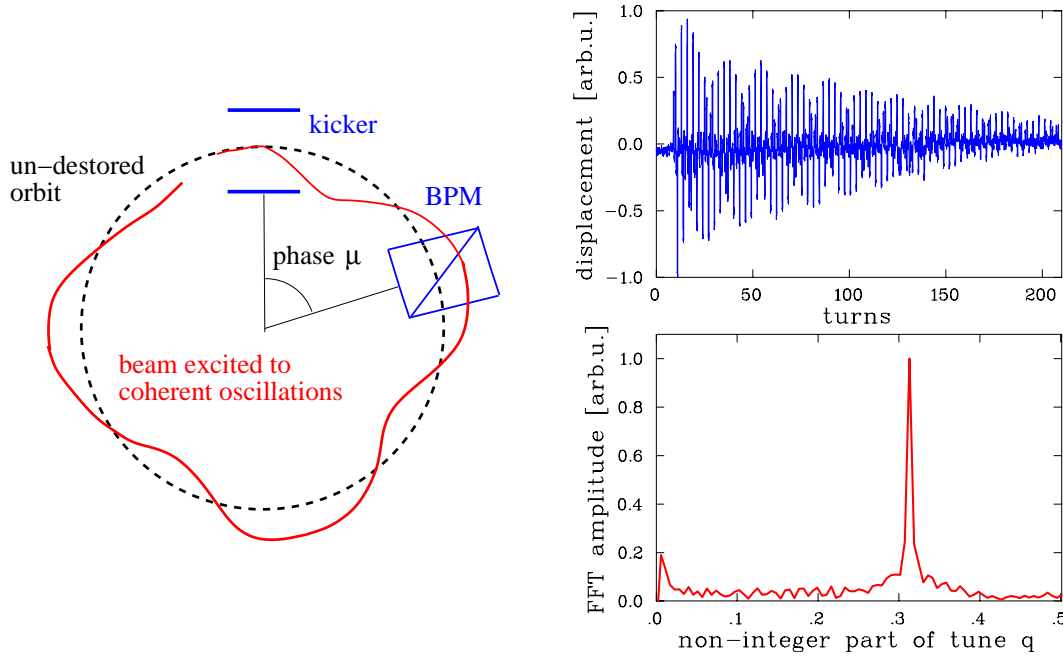 kicker
un-destored
orbit
BPM
phase μ
beam excited to
coherent oscillations
displacement [arb.u.]
1.0
0.5
0.0
−0.5
−1.0
0
50
100
150
200
turns
FFT amplitude [arb.u.]
1.0
0.8
0.6
0.4
0.2
0.0
.0
.1
.2
.3
.4
.5
non−integer part of tune q